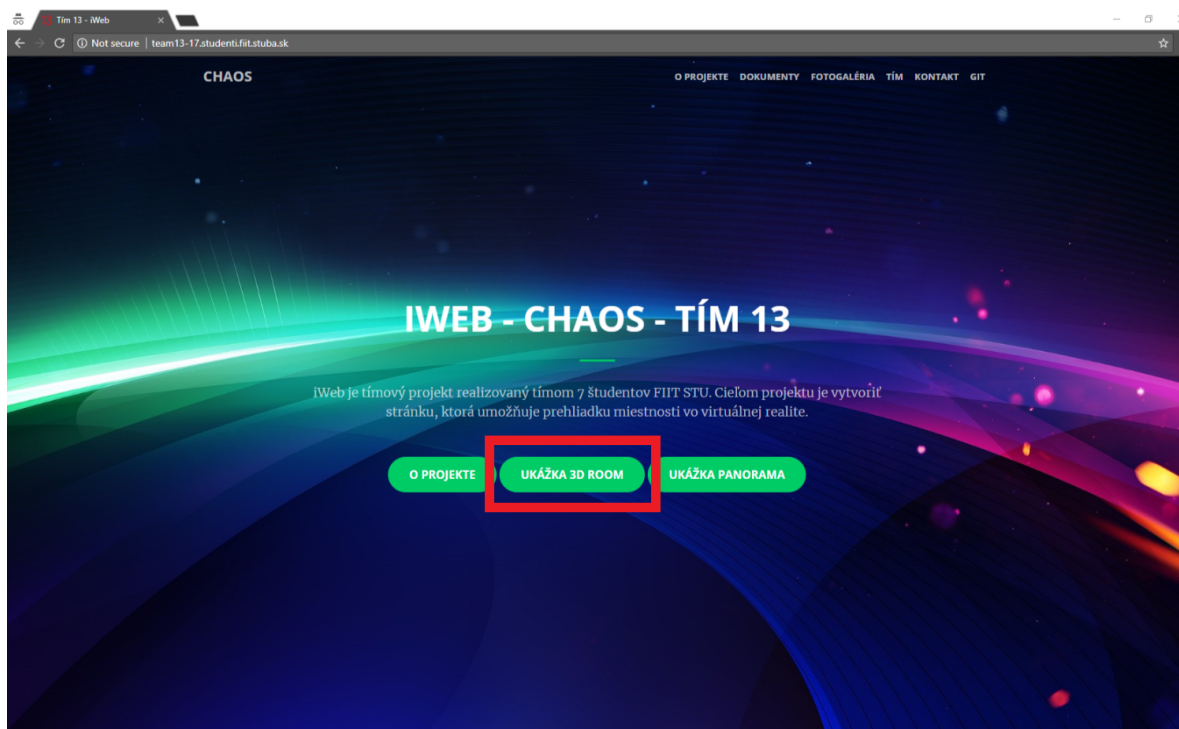 Tím 13 - iWeb
Not secure | team13-17.studenti.fiit.stuba.sk
CHAOS
O PROJEKTE DOKUMENTY FOTOGALÉRIA TÍM KONTAKT GIT
IWEB - CHAOS - TÍM 13
iWeb je tímový projekt realizovaný tímom 7 študentov FIIT STU. Cieľom projektu je vytvoriť
stránku, ktorá umožňuje prehliadku miestnosti vo virtuálnej realite.
O PROJEKTE UKÁŽKA 3D ROOM UKÁŽKA PANORAMA